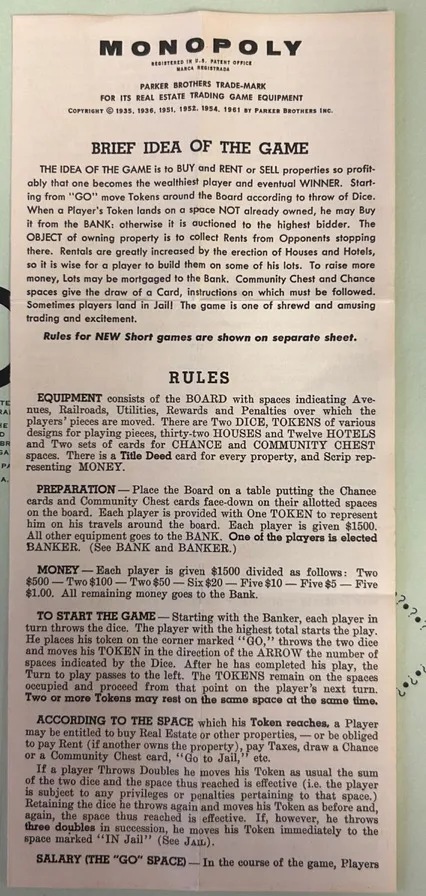 MONOPOLY
REGISTERED IN U.S. PATENT OFFICE
MARCA REGISTRADA
PARKER BROTHERS TRADE-MARK
FOR ITS REAL ESTATE TRADING GAME EQUIPMENT
COPYRIGHT © 1935, 1936, 1951, 1952, 1954, 1961 BY PARKER BROTHERS INC.
BRIEF IDEA OF THE GAME
THE IDEA OF THE GAME is to BUY and RENT or SELL properties so profit-
ably that one becomes the wealthiest player and eventual WINNER. Start-
ing from "GO" move Tokens around the Board according to throw of Dice.
When a Player's Token lands on a space NOT already owned, he may Buy
it from the BANK: otherwise it is auctioned to the highest bidder. The
OBJECT of owning property is to collect Rents from Opponents stopping
there. Rentals are greatly increased by the erection of Houses and Hotels,
so it is wise for a player to build them on some of his lots. To raise more
money, Lots may be mortgaged to the Bank. Community Chest and Chance
spaces give the draw of a Card, instructions on which must be followed.
Sometimes players land in Jail! The game is one of shrewd and amusing
trading and excitement.
Rules for NEW Short games are shown on separate sheet.
RULES
EQUIPMENT consists of the BOARD with spaces indicating Ave-
nues, Railroads, Utilities, Rewards and Penalties over which the
players' pieces are moved. There are Two DICE, TOKENS of various
designs for playing pieces, thirty-two HOUSES and Twelve HOTELS
and Two sets of cards for CHANCE and COMMUNITY CHEST
spaces. There is a Title Deed card for every property, and Scrip rep-
resenting MONEY.
PREPARATION — Place the Board on a table putting the Chance
cards and Community Chest cards face-down on their allotted spaces
on the board. Each player is provided with One TOKEN to represent
him on his travels around the board. Each player is given $1500.
All other equipment goes to the BANK. One of the players is elected
BANKER. (See BANK and BANKER.)
MONEY — Each player is given $1500 divided as follows: Two
$500 — Two $100 — Two $50 — Six $20 — Five $10 — Five $5 — Five
$1.00. All remaining money goes to the Bank.
TO START THE GAME — Starting with the Banker, each player in
turn throws the dice. The player with the highest total starts the play.
He places his token on the corner marked "GO," throws the two dice
and moves his TOKEN in the direction of the ARROW the number of
spaces indicated by the Dice. After he has completed his play, the
Turn to play passes to the left. The TOKENS remain on the spaces
occupied and proceed from that point on the player's next turn.
Two or more Tokens may rest on the same space at the same time.
ACCORDING TO THE SPACE which his Token reaches, a Player
may be entitled to buy Real Estate or other properties, — or be obliged
to pay Rent (if another owns the property), pay Taxes, draw a Chance
or a Community Chest card, "Go to Jail," etc.
If a player Throws Doubles he moves his Token as usual the sum
of the two dice and the space thus reached is effective (i.e. the player
is subject to any privileges or penalties pertaining to that space.)
Retaining the dice he throws again and moves his Token as before and,
again, the space thus reached is effective. If, however, he throws
three doubles in succession, he moves his Token immediately to the
space marked "IN Jail" (See JAIL).
SALARY (THE "GO" SPACE) — In the course of the game, Players